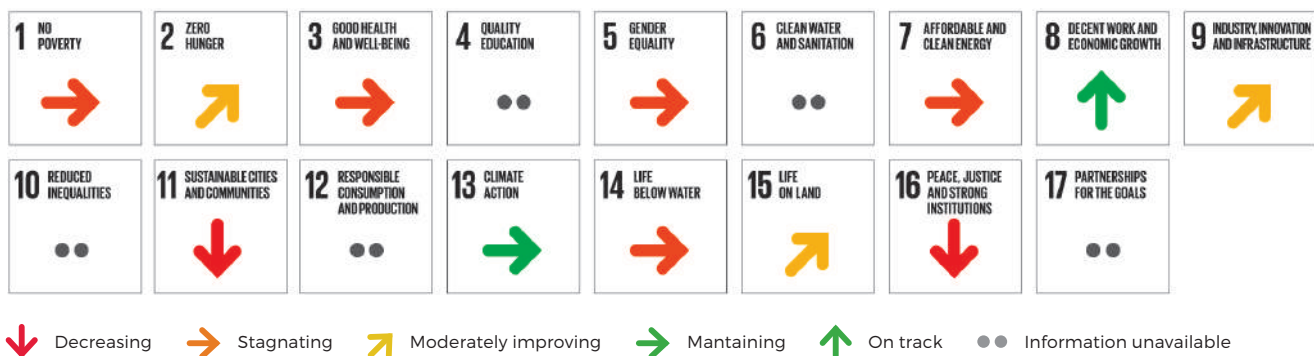 1 NO
POVERTY
2 ZERO
HUNGER
3 GOOD HEALTH
AND WELL-BEING
4 QUALITY
EDUCATION
5 GENDER
EQUALITY
6 CLEAN WATER
AND SANITATION
7 AFFORDABLE AND
CLEAN ENERGY
8 DECENT WORK AND
ECONOMIC GROWTH
9 INDUSTRY, INNOVATION
AND INFRASTRUCTURE
10 REDUCED
INEQUALITIES
11 SUSTAINABLE CITIES
AND COMMUNITIES
12 RESPONSIBLE
CONSUMPTION
AND PRODUCTION
13 CLIMATE
ACTION
14 LIFE
BELOW WATER
15 LIFE
ON LAND
16 PEACE, JUSTICE
AND STRONG
INSTITUTIONS
17 PARTNERSHIPS
FOR THE GOALS
Decreasing Stagnating Moderately improving Mantaining On track Information unavailable